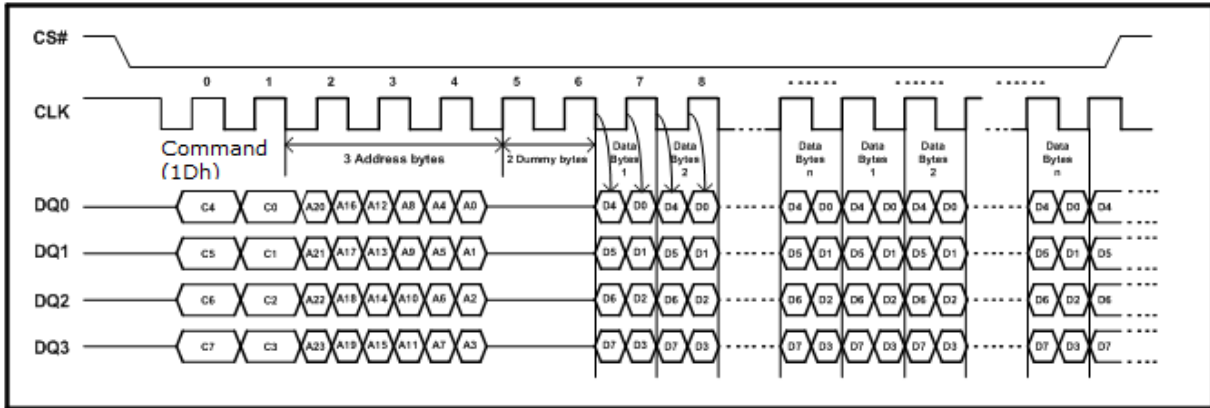 CS#
0 1 2 3 4 5 6 7 8
CLK
Command
(1Dh)
3 Address bytes
2 Dummy bytes
Data
Bytes
1
Data
Bytes
2
Data
Bytes
n
Data
Bytes
1
Data
Bytes
2
Data
Bytes
n
DQ0 C4 C0 A20 A16 A12 A8 A4 A0 D4 D0 D4 D0 D4 D0 D4 D0 D4 D0 D4 D0 D4
DQ1 C5 C1 A21 A17 A13 A9 A5 A1 D5 D1 D5 D1 D5 D1 D5 D1 D5 D1 D5 D1 D5
DQ2 C6 C2 A22 A18 A14 A10 A6 A2 D6 D2 D6 D2 D6 D2 D6 D2 D6 D2 D6 D2 D6
DQ3 C7 C3 A23 A19 A15 A11 A7 A3 D7 D3 D7 D3 D7 D3 D7 D3 D7 D3 D7 D3 D7